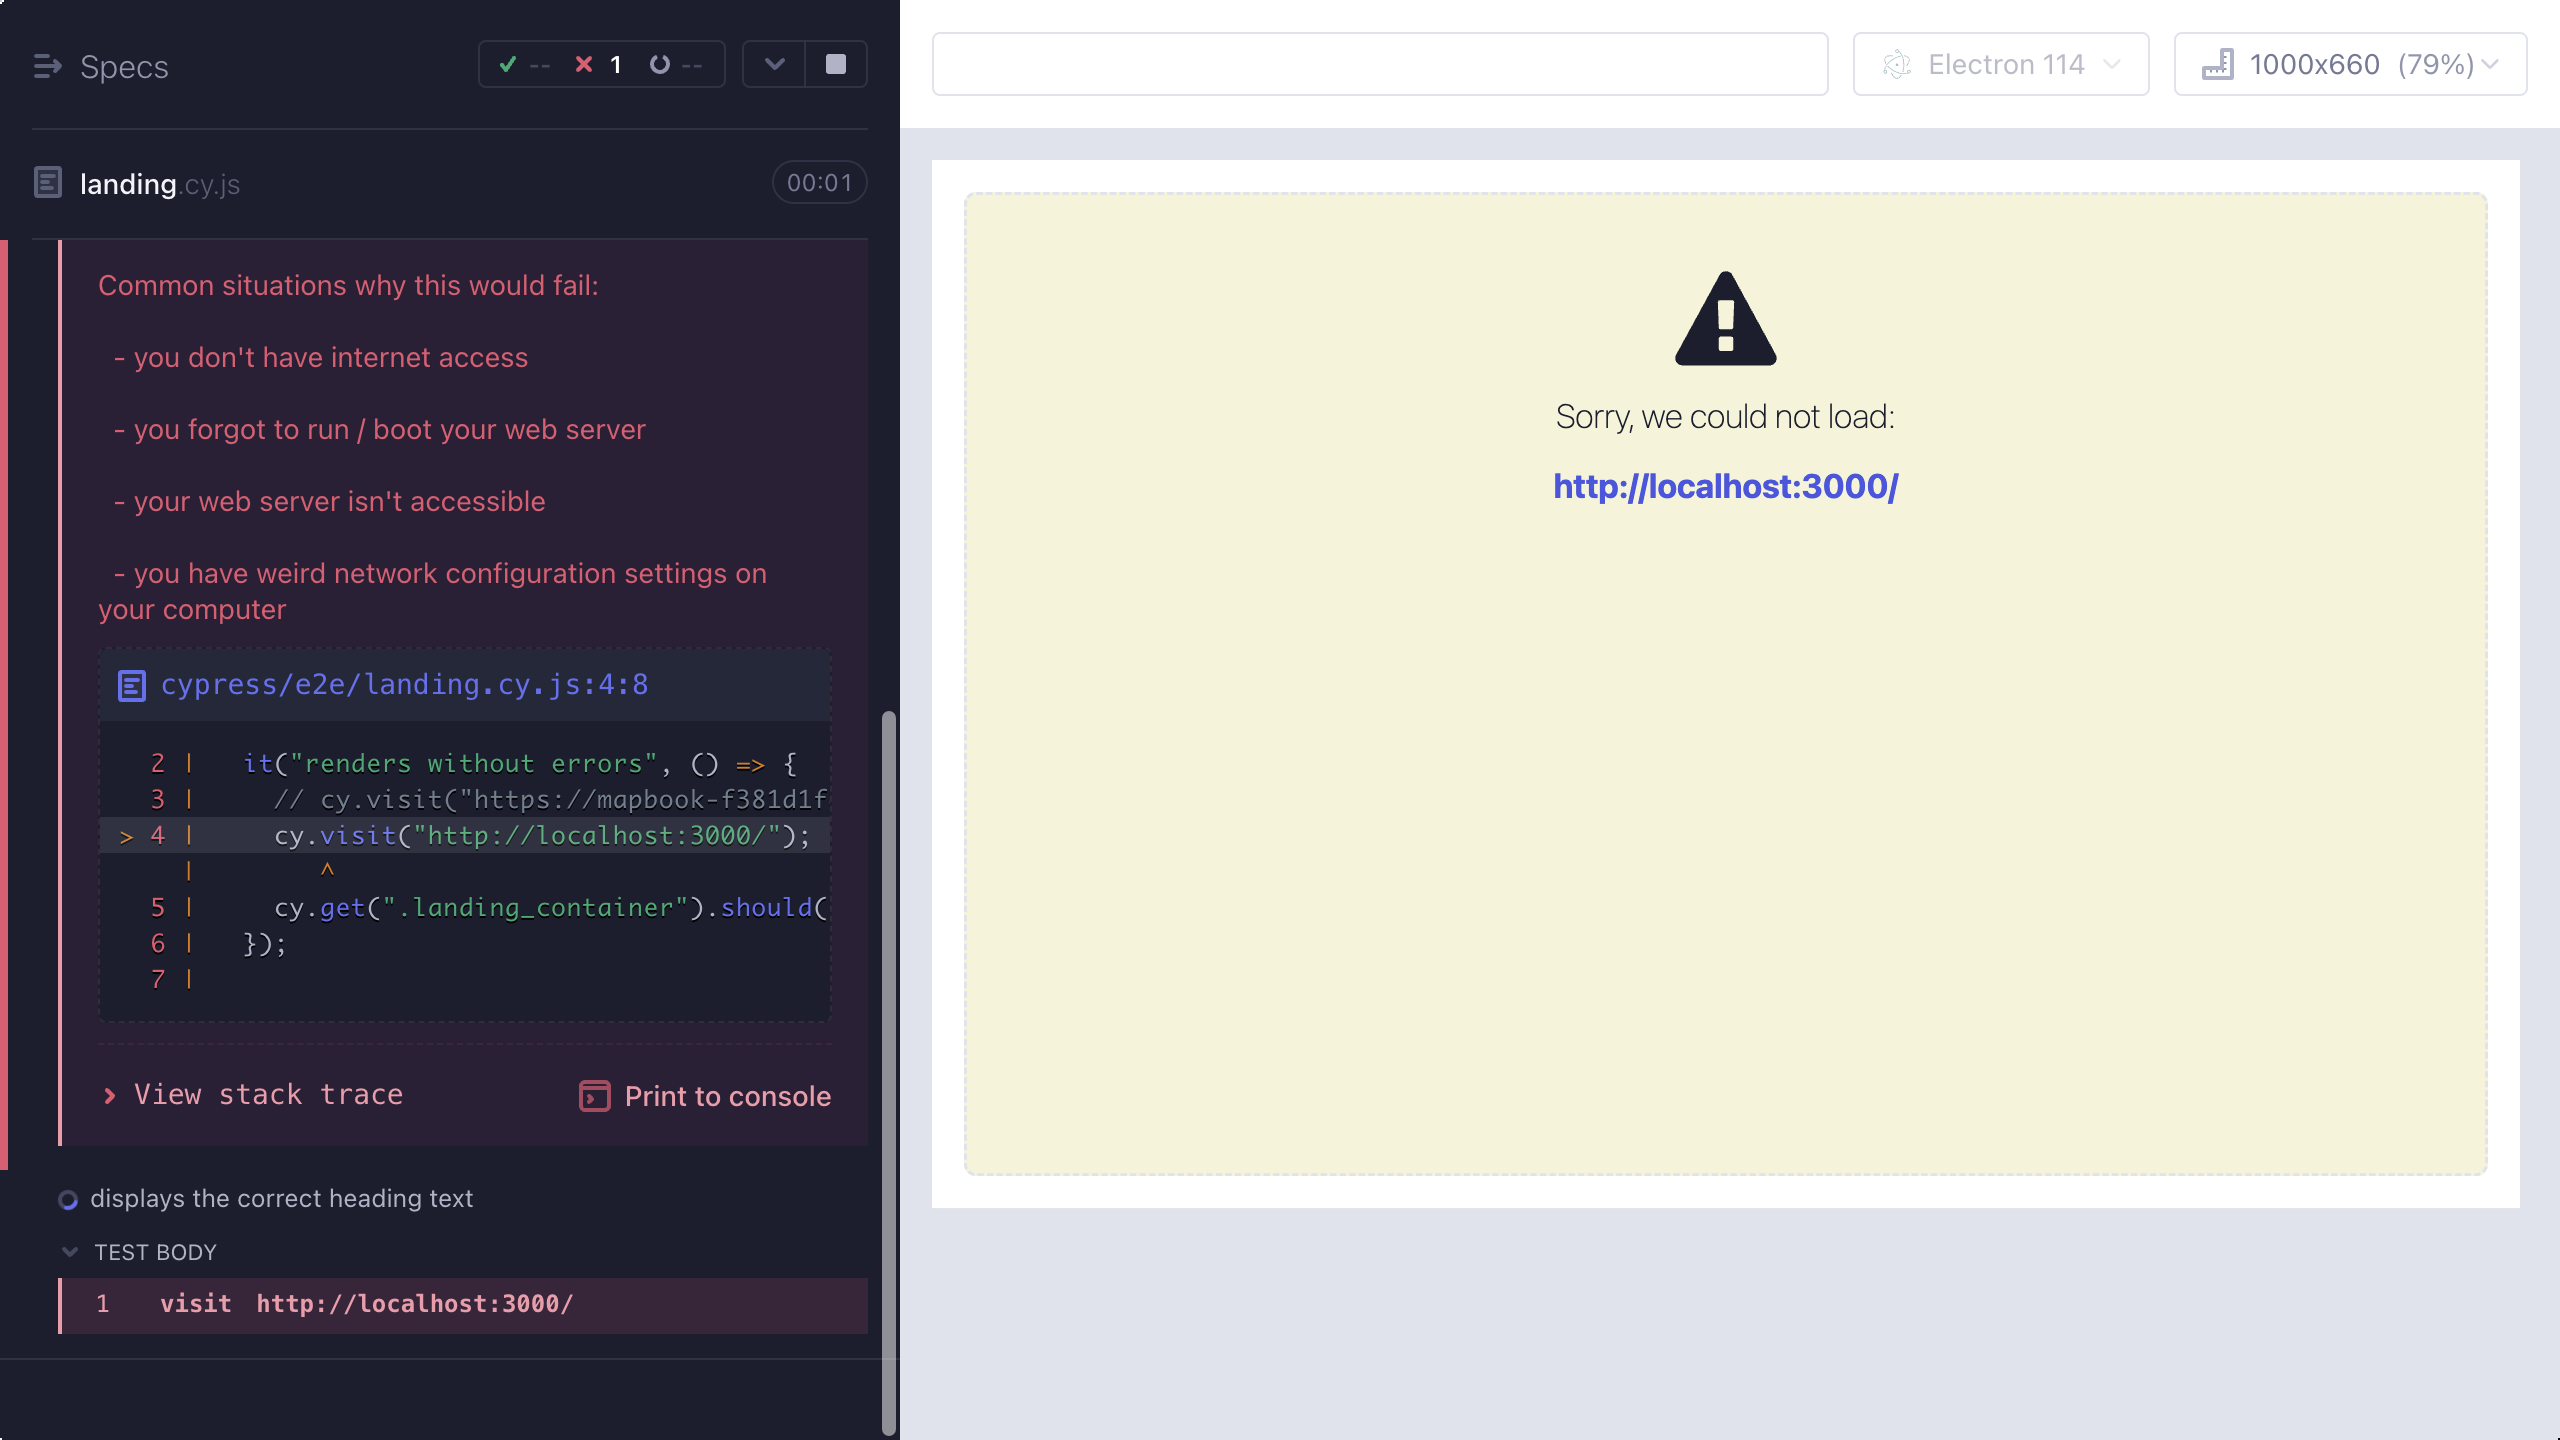 Specs
-- 1 --
landing.cy.js
00:01
Common situations why this would fail:
- you don't have internet access
- you forgot to run / boot your web server
- your web server isn't accessible
- you have weird network configuration settings on
your computer
cypress/e2e/landing.cy.js:4:8
2 | it("renders without errors", () => {
3 | // cy.visit("https://mapbook-f381d1f
> 4 | cy.visit("http://localhost:3000/");
| ^
5 | cy.get(".landing_container").should(
6 | });
7 |
View stack trace
Print to console
displays the correct heading text
TEST BODY
1 visit http://localhost:3000/
Electron 114
1000x660 (79%)
Sorry, we could not load:
http://localhost:3000/